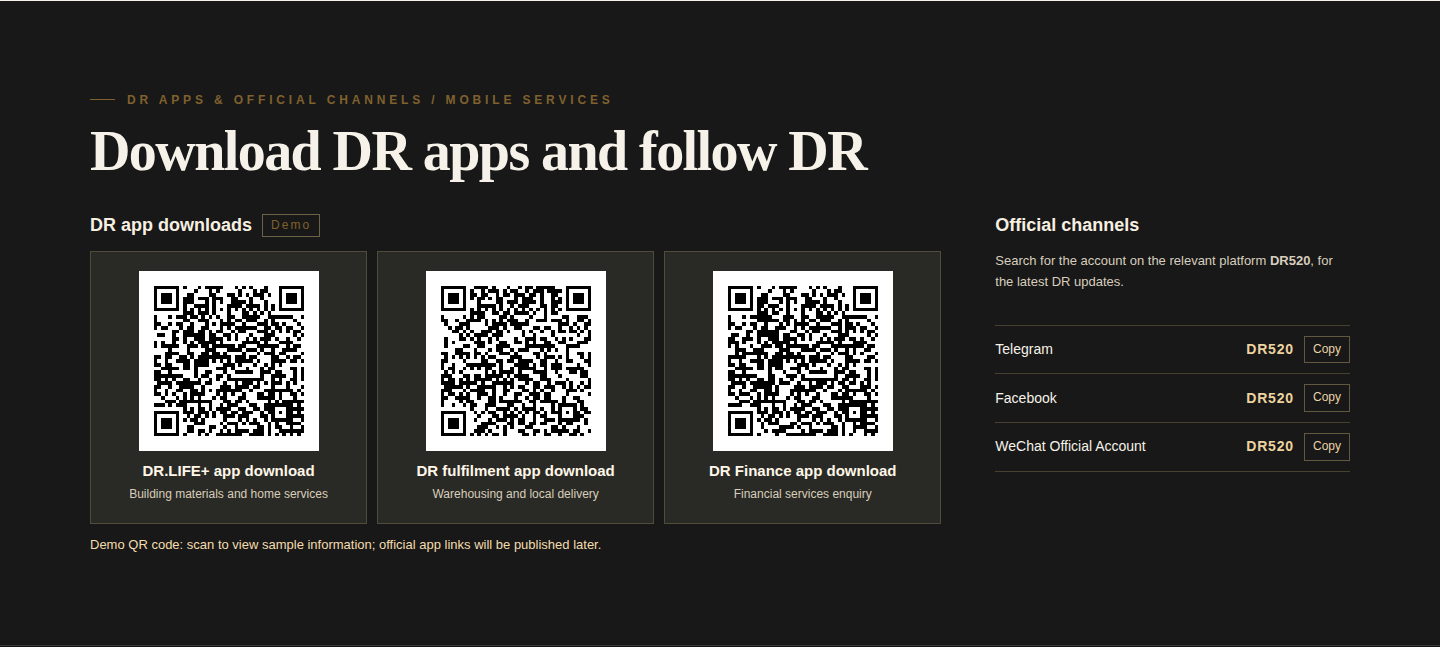 DR APPS & OFFICIAL CHANNELS / MOBILE SERVICES
Download DR apps and follow DR
DR app downloads
Demo
DR.LIFE+ app download
Building materials and home services
DR fulfilment app download
Warehousing and local delivery
DR Finance app download
Financial services enquiry
Demo QR code: scan to view sample information; official app links will be published later.
Official channels
Search for the account on the relevant platform DR520, for
the latest DR updates.
Telegram DR520 Copy
Facebook DR520 Copy
WeChat Official Account DR520 Copy